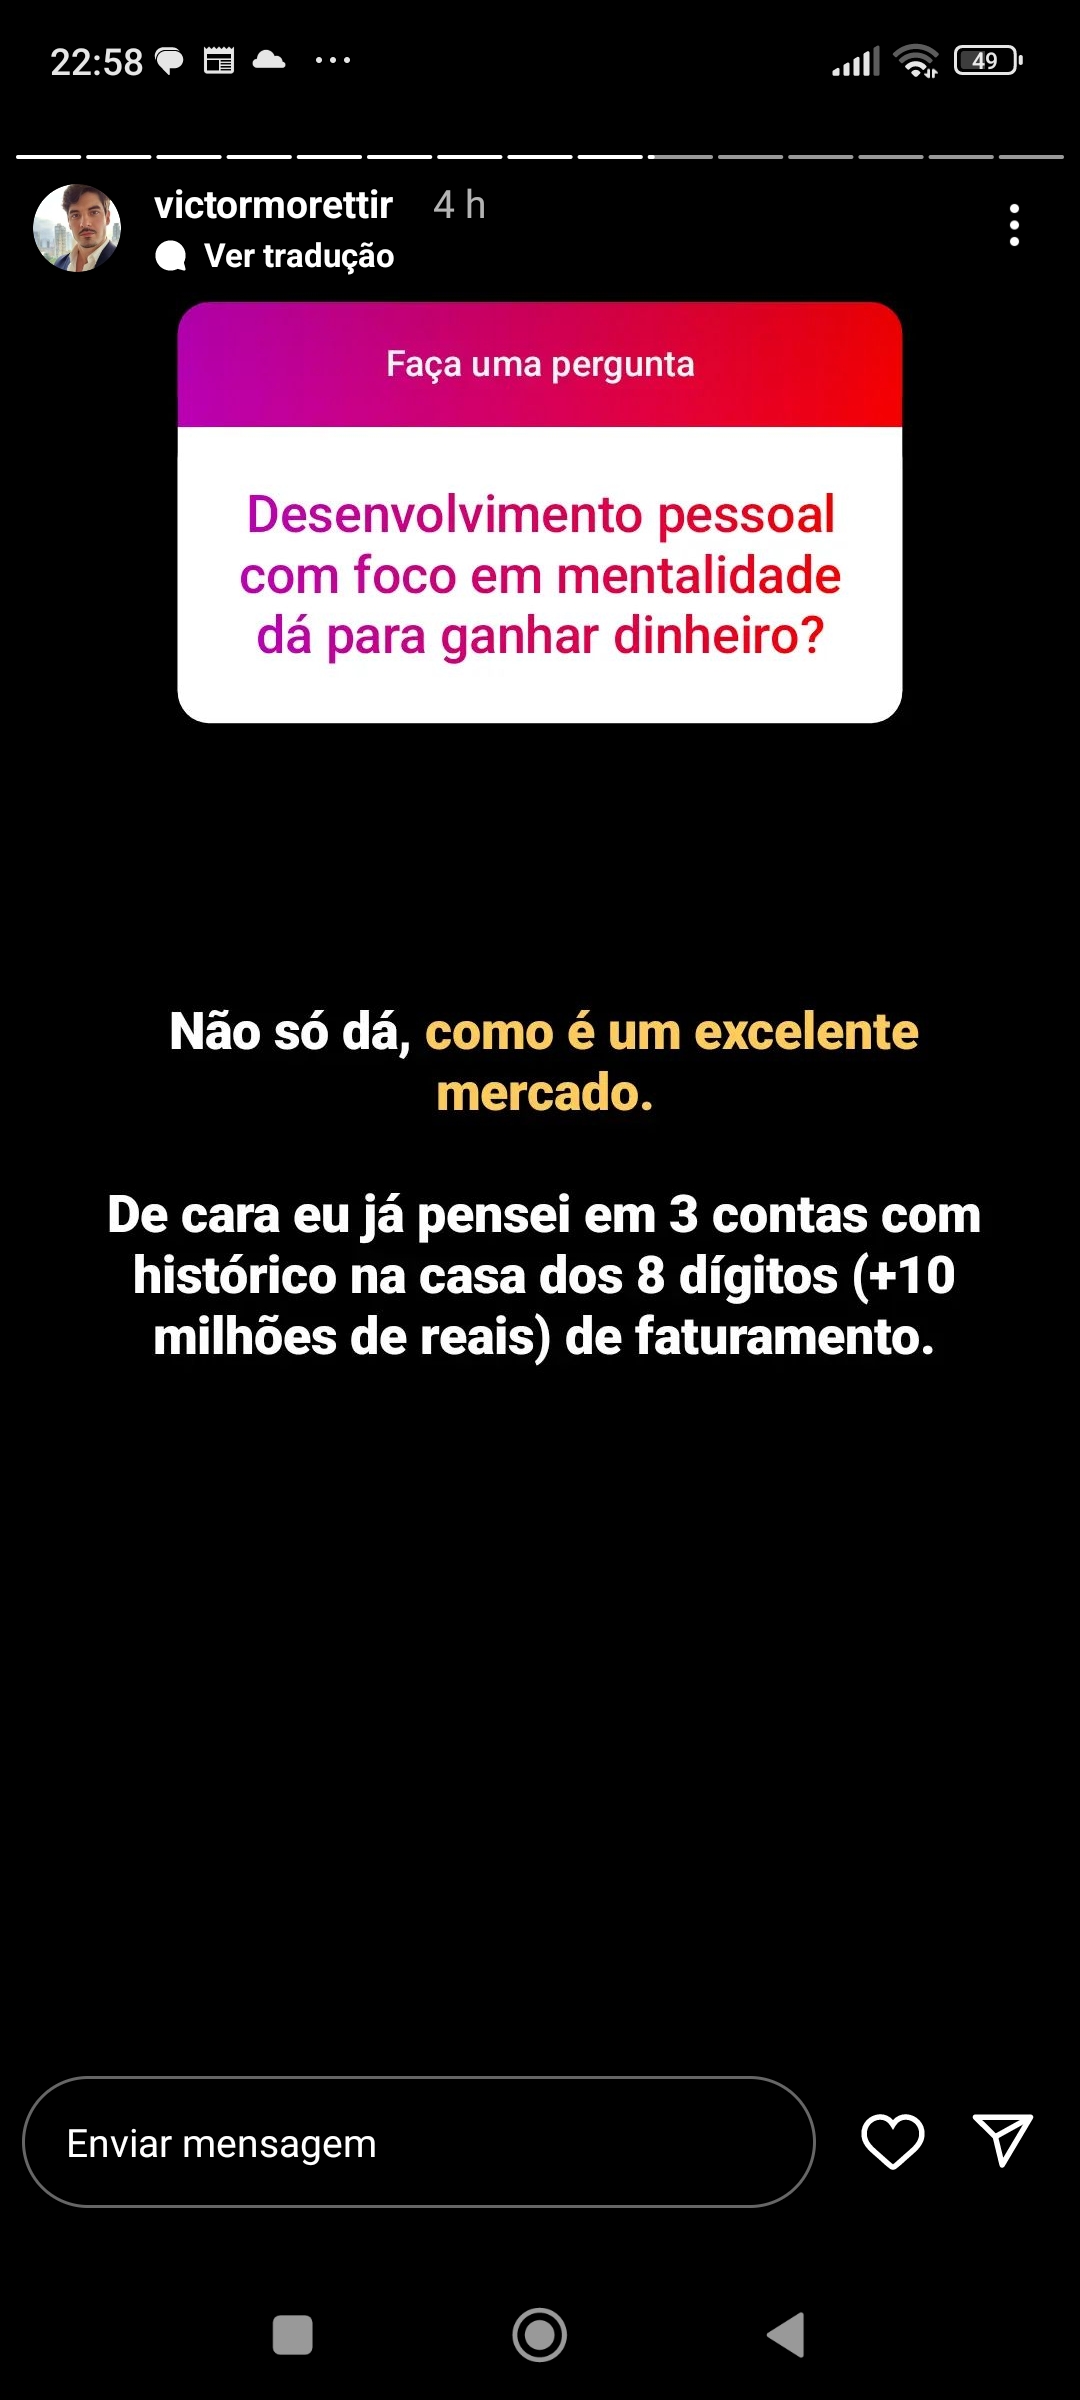 22:58
49
victormorettir 4 h
Ver tradução
Faça uma pergunta
Desenvolvimento pessoal
com foco em mentalidade
dá para ganhar dinheiro?
Não só dá, como é um excelente
mercado.
De cara eu já pensei em 3 contas com
histórico na casa dos 8 dígitos (+10
milhões de reais) de faturamento.
Enviar mensagem